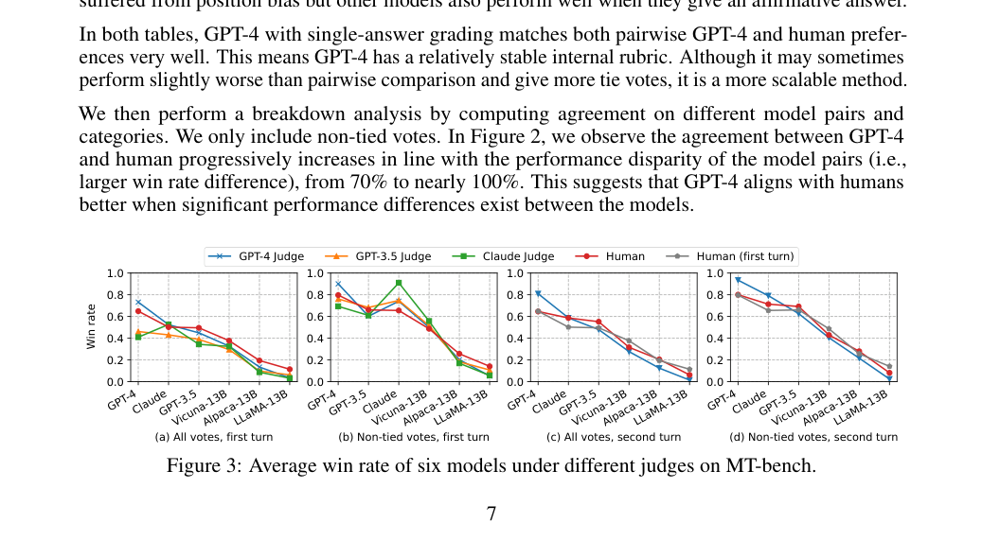 suffered from position bias but other models also perform well when they give an affirmative answer.
In both tables, GPT-4 with single-answer grading matches both pairwise GPT-4 and human prefer-
ences very well. This means GPT-4 has a relatively stable internal rubric. Although it may sometimes
perform slightly worse than pairwise comparison and give more tie votes, it is a more scalable method.
We then perform a breakdown analysis by computing agreement on different model pairs and
categories. We only include non-tied votes. In Figure 2, we observe the agreement between GPT-4
and human progressively increases in line with the performance disparity of the model pairs (i.e.,
larger win rate difference), from 70% to nearly 100%. This suggests that GPT-4 aligns with humans
better when significant performance differences exist between the models.
GPT-4 Judge GPT-3.5 Judge Claude Judge Human Human (first turn)
Win rate
1.0
0.8
0.6
0.4
0.2
0.0
GPT-4
Claude
GPT-3.5
Vicuna-13B
Alpaca-13B
LLaMA-13B
(a) All votes, first turn
1.0
0.8
0.6
0.4
0.2
0.0
GPT-4
GPT-3.5
Claude
Vicuna-13B
Alpaca-13B
LLaMA-13B
(b) Non-tied votes, first turn
1.0
0.8
0.6
0.4
0.2
0.0
GPT-4
Claude
GPT-3.5
Vicuna-13B
Alpaca-13B
LLaMA-13B
(c) All votes, second turn
1.0
0.8
0.6
0.4
0.2
0.0
GPT-4
Claude
GPT-3.5
Vicuna-13B
Alpaca-13B
LLaMA-13B
(d) Non-tied votes, second turn
Figure 3: Average win rate of six models under different judges on MT-bench.
7